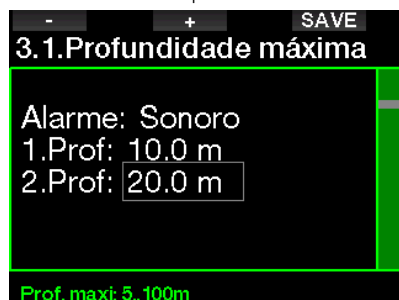 - + SAVE
3.1.Profundidade máxima
Alarme: Sonoro
1.Prof: 10.0 m
2.Prof: 20.0 m
Prof. maxi: 5..100m